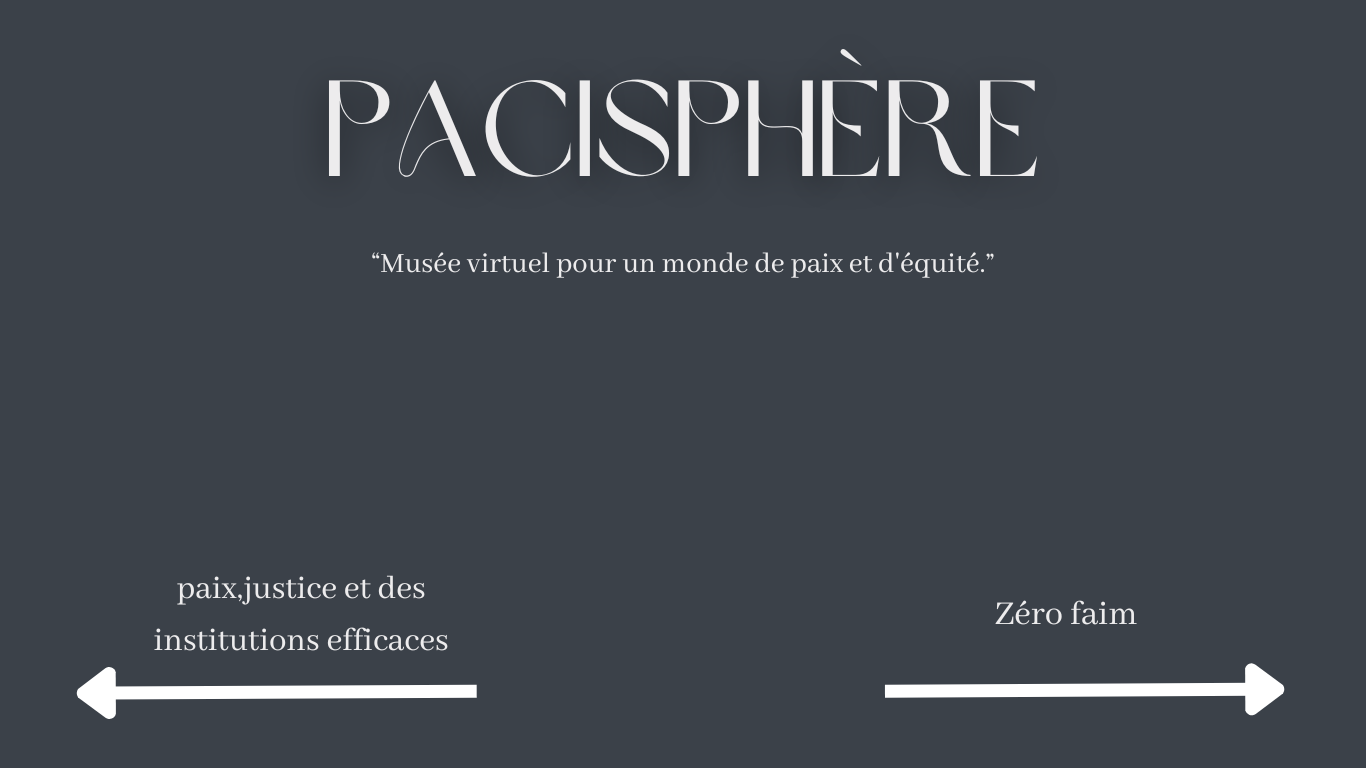 PACISPHÈRE
“Musée virtuel pour un monde de paix et d'équité.”
paix,justice et des
institutions efficaces
Zéro faim